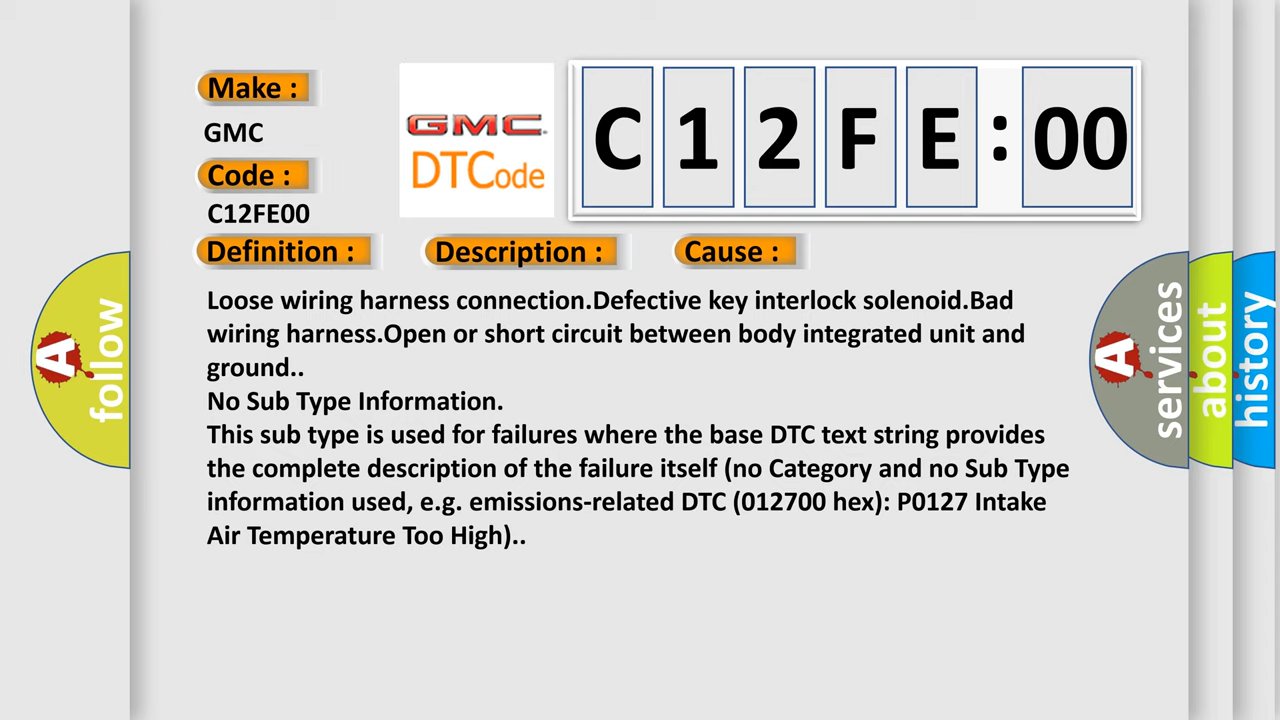 Make :
GMC
Code :
C12FE00
GMC
DTCode
C12FE:00
Definition :
Description :
Cause :
Loose wiring harness connection.Defective key interlock solenoid.Bad
wiring harness.Open or short circuit between body integrated unit and
ground..
No Sub Type Information.
This sub type is used for failures where the base DTC text string provides
the complete description of the failure itself (no Category and no Sub Type
information used, e.g. emissions-related DTC (012700 hex): P0127 Intake
Air Temperature Too High)..
A follow
A services
about
history